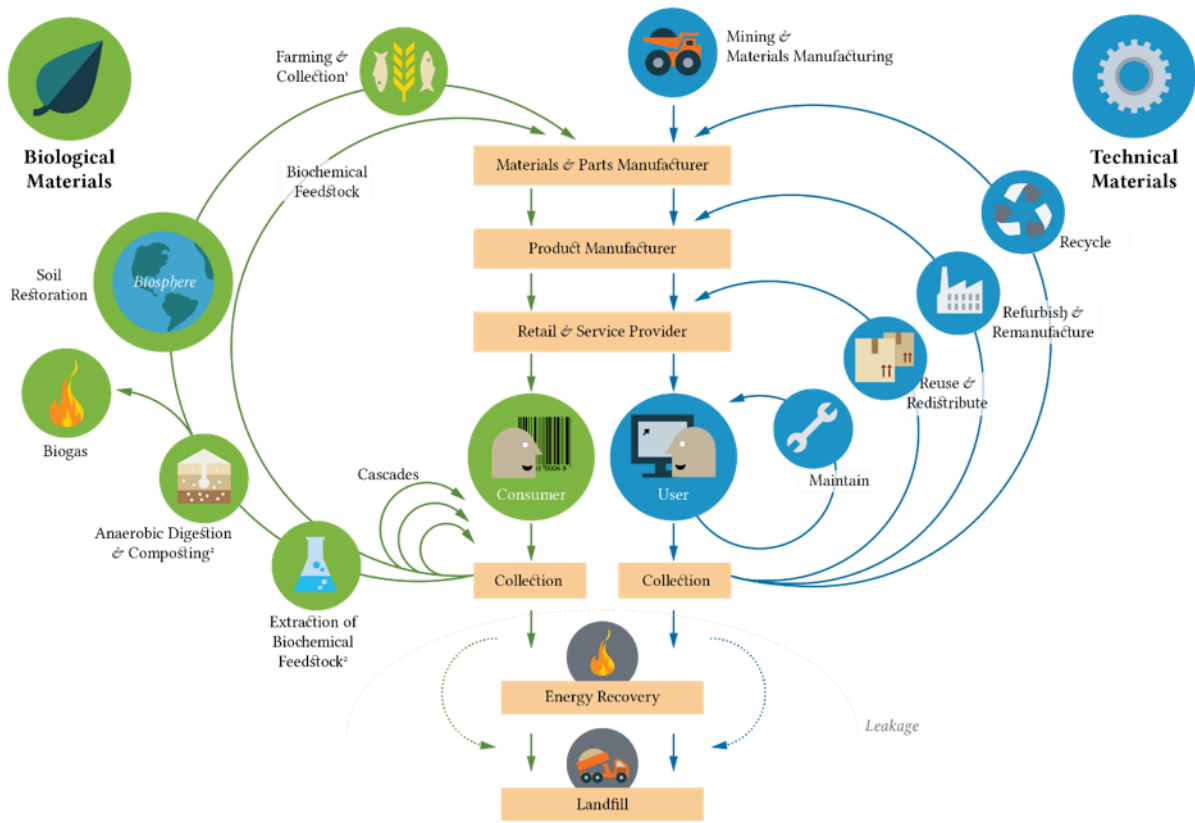 Farming &
Collection¹
Mining &
Materials Manufacturing
Biological
Materials
Technical
Materials
Materials & Parts Manufacturer
Biochemical
Feedstock
Recycle
Product Manufacturer
Soil
Restoration
Biosphere
Refurbish &
Remanufacture
Retail & Service Provider
Reuse &
Redistribute
Biogas
Cascades
Maintain
Consumer
User
Anaerobic Digestion
& Composting²
Collection
Collection
Extraction of
Biochemical
Feedstock²
Energy Recovery
Leakage
Landfill